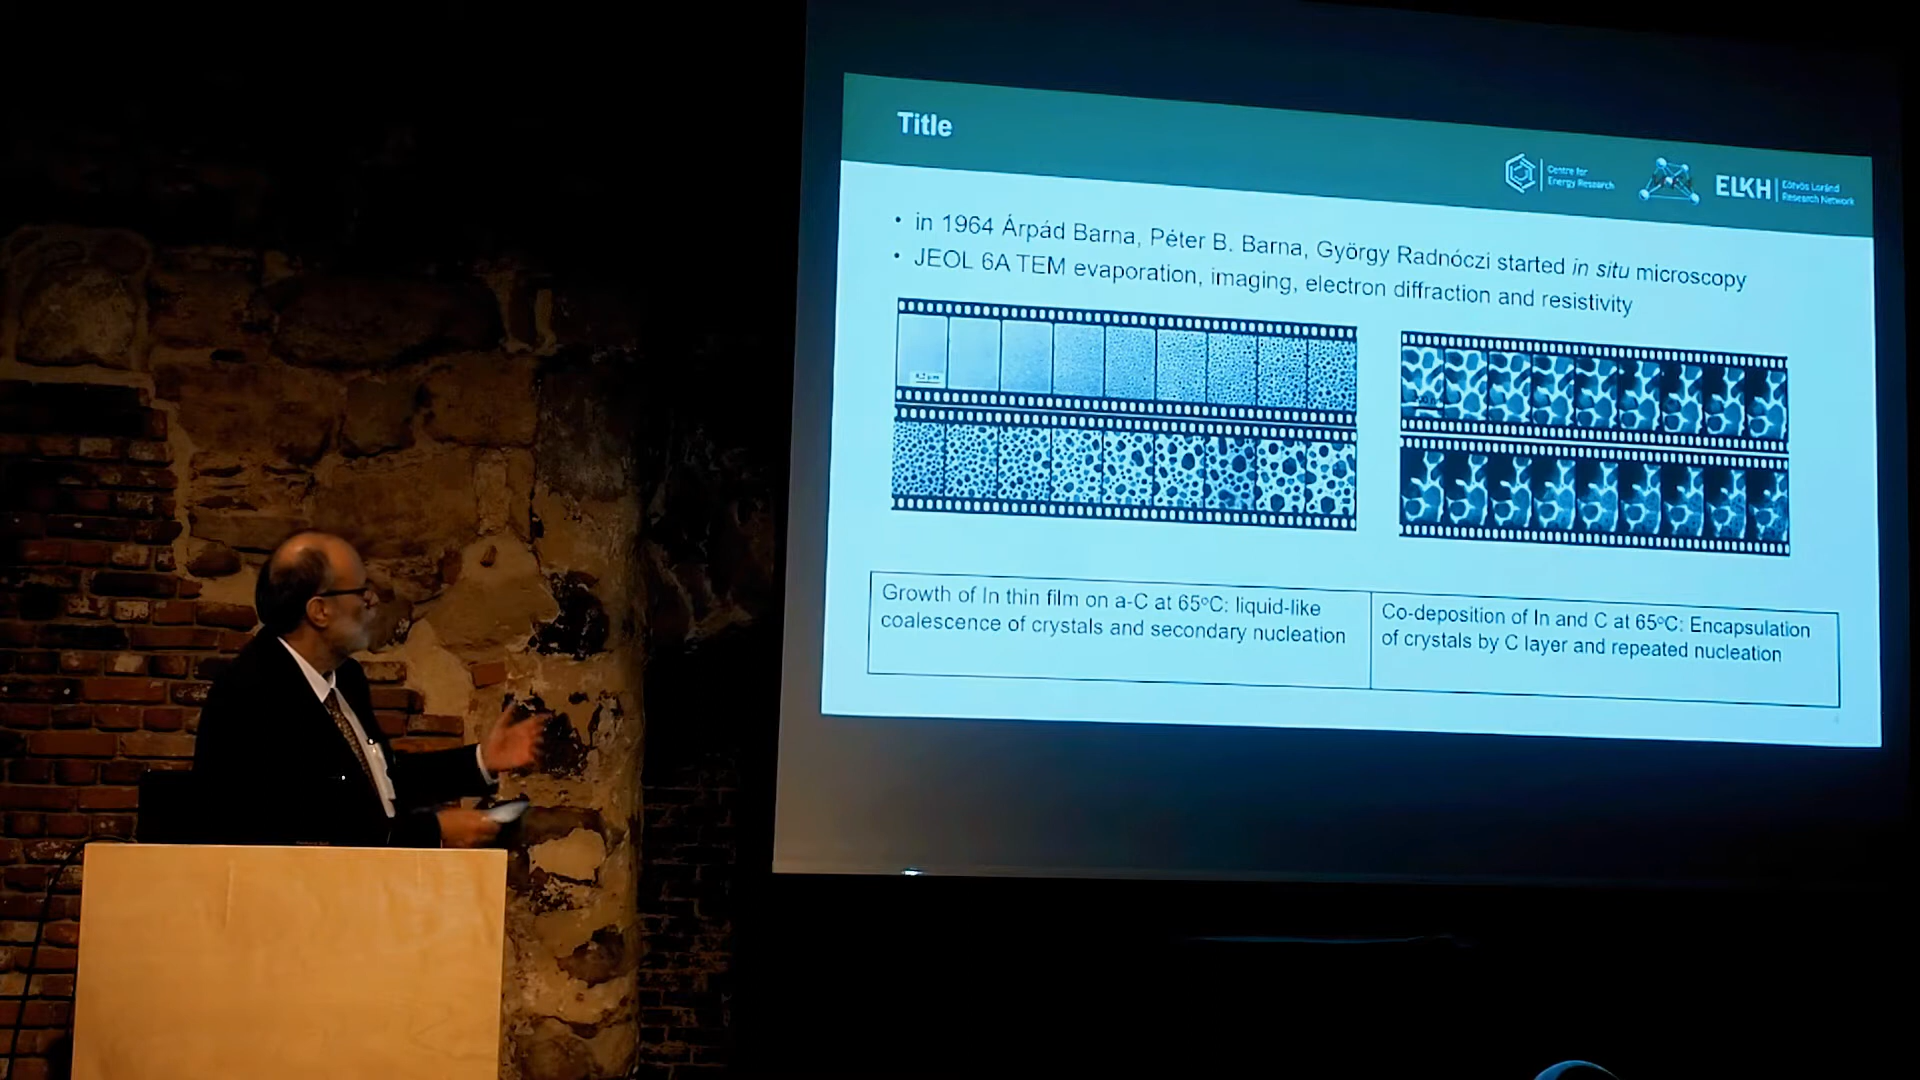 Title
Centre for
Energy Research
ELKH
Eötvös Loránd
Research Network
• in 1964 Árpád Barna, Péter B. Barna, György Radnóczi started in situ microscopy
• JEOL 6A TEM evaporation, imaging, electron diffraction and resistivity
Growth of In thin film on a-C at 65ºC: liquid-like
coalescence of crystals and secondary nucleation
Co-deposition of In and C at 65ºC: Encapsulation
of crystals by C layer and repeated nucleation